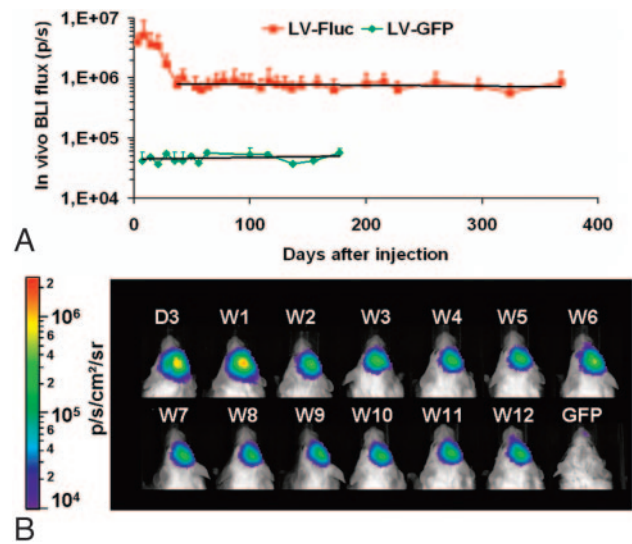 1,E+07
1,E+06
1,E+05
1,E+04
In vivo BLI flux (p/s)
LV-Fluc LV-GFP
0 100 200 300 400
Days after injection
A
2
10⁶
6
4
2
10⁵
6
4
2
10⁴
p/s/cm²/sr
D3 W1 W2 W3 W4 W5 W6
W7 W8 W9 W10 W11 W12 GFP
B